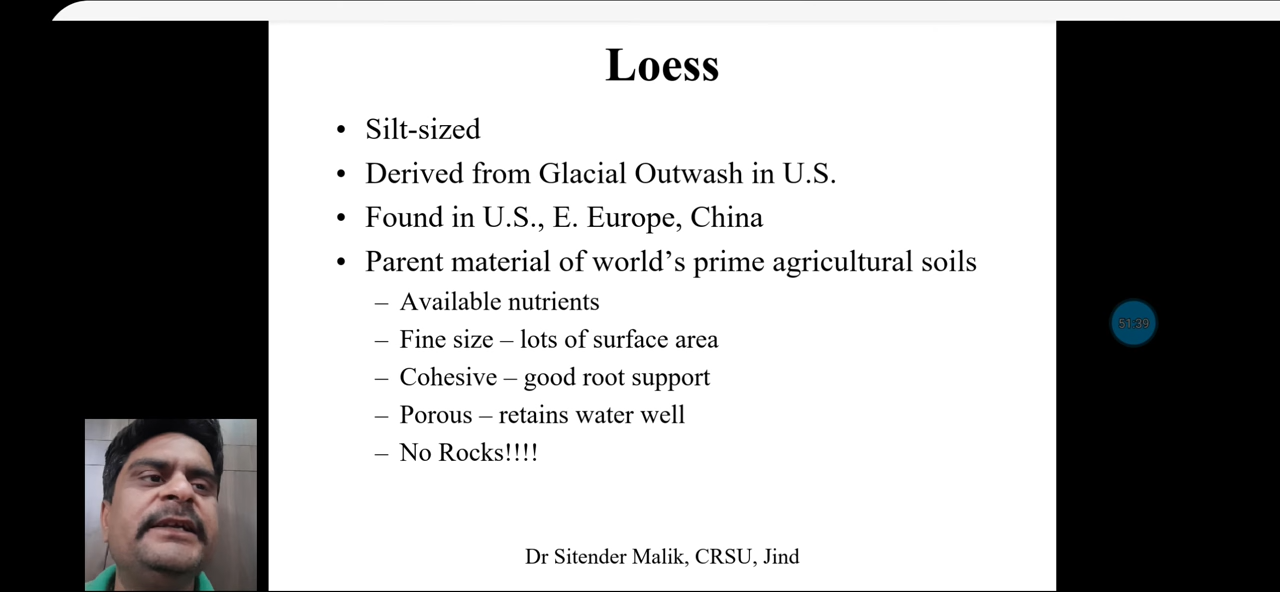 Loess
• Silt-sized
• Derived from Glacial Outwash in U.S.
• Found in U.S., E. Europe, China
• Parent material of world’s prime agricultural soils
– Available nutrients
– Fine size – lots of surface area
– Cohesive – good root support
– Porous – retains water well
– No Rocks!!!!
51:39
Dr Sitender Malik, CRSU, Jind